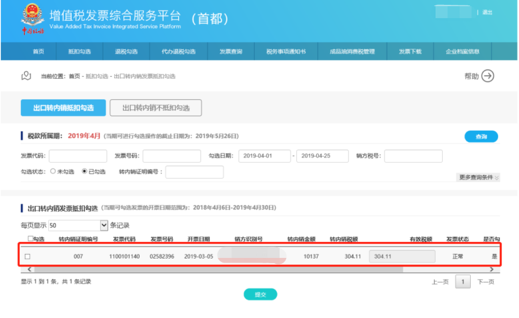 增值税发票综合服务平台 (首都)
Value Added Tax Invoice Integrated Service Platform
退出
首页 抵扣勾选 退税勾选 代办退税勾选 发票查询 税务事项通知书 成品油消费税管理 发票下载 企业档案信息
当前位置：首页 - 抵扣勾选 - 出口转内销发票抵扣勾选
帮助
出口转内销抵扣勾选 出口转内销不抵扣勾选
税款所属期： 2019年4月 (当期可进行勾选操作的截止日期为：2019年5月26日)
查询
发票代码： 发票号码： 勾选日期： 2019-04-01 - 2019-04-25 销方税号：
勾选状态： 未勾选 已勾选 转内销证明编号：
更多查询条件
出口转内销发票抵扣勾选 (当期可勾选发票的开票日期范围为：2018年4月6日-2019年4月30日)
每页显示 50 条记录
勾选 转内销证明编号 发票代码 发票号码 开票日期 销方识别号 转内销金额 转内销税额 有效税额 发票状态 是否勾
007 1100101140 02582396 2019-03-05 10137 304.11 304.11 正常 是
显示 1 到 1 条，共 1 条记录
上一页 1 下一页
提交